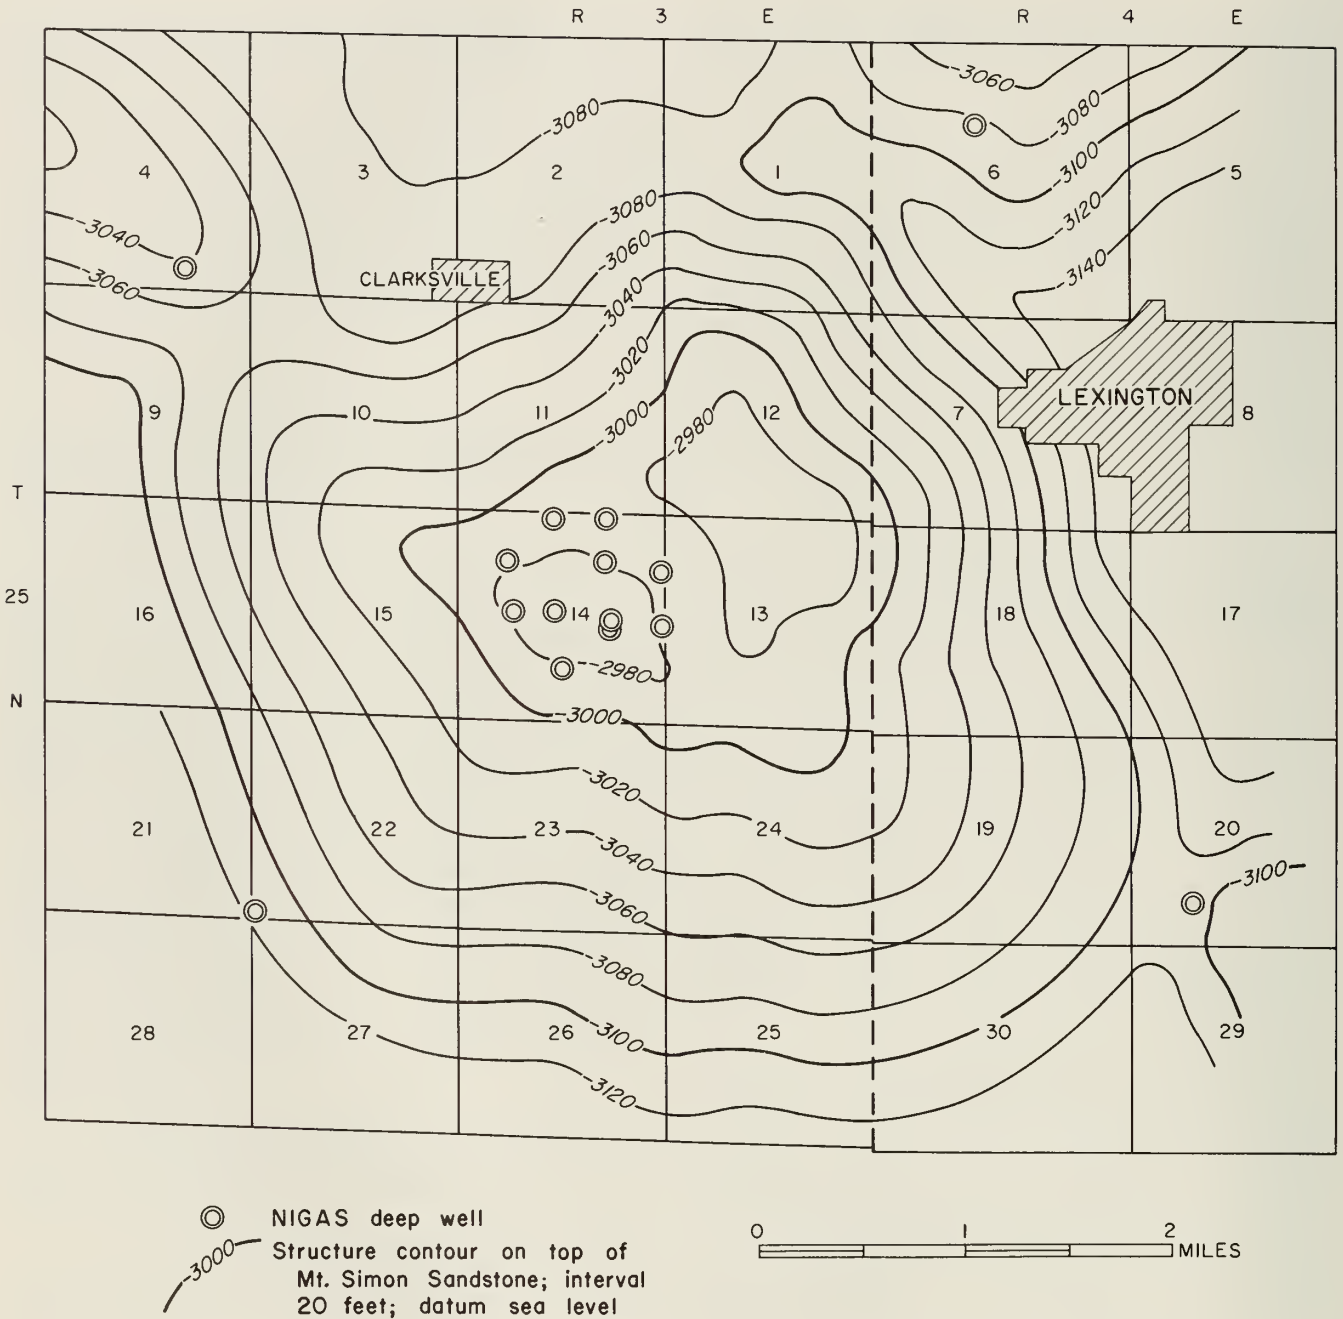 R 3 E R 4 E
-3060
-3080 -3080
-3100
4 3 2 1 6 5
-3080 -3120
-3040 -3060 -3140
-3060 CLARKSVILLE -3040
-3020
9 10 11 -3000 -2980 12 7 LEXINGTON 8
T
25 16 15 14 13 18 17
-2980
N -3000
-3020
21 22 23 24 19 20
-3040
-3100
-3060
-3080
28 27 26 -3100 25 30 29
-3120
NIGAS deep well
-3000 Structure contour on top of
Mt. Simon Sandstone; interval
20 feet; datum sea level
0 1 2
MILES